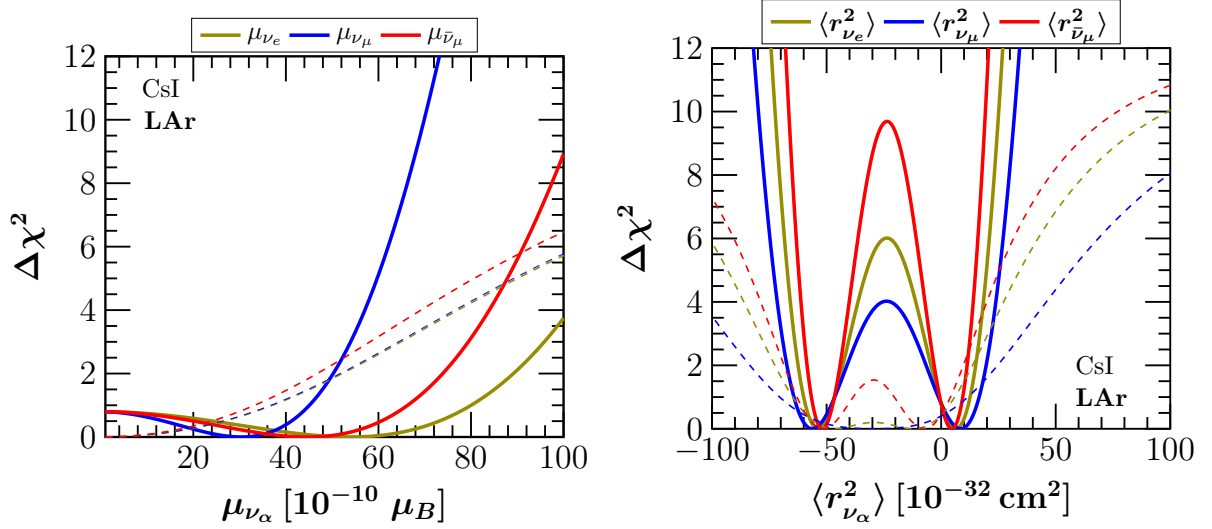 μ_{ν_e} μ_{ν_μ} μ_{ν̄_μ}
CsI
LAr
Δχ²
12
10
8
6
4
2
0
20 40 60 80 100
μ_{ν_α} [10⁻¹⁰ μ_B]
⟨r²_{ν_e}⟩ ⟨r²_{ν_μ}⟩ ⟨r²_{ν̄_μ}⟩
Δχ²
12
10
8
6
4
2
0
CsI
LAr
−100 −50 0 50 100
⟨r²_{ν_α}⟩ [10⁻³² cm²]